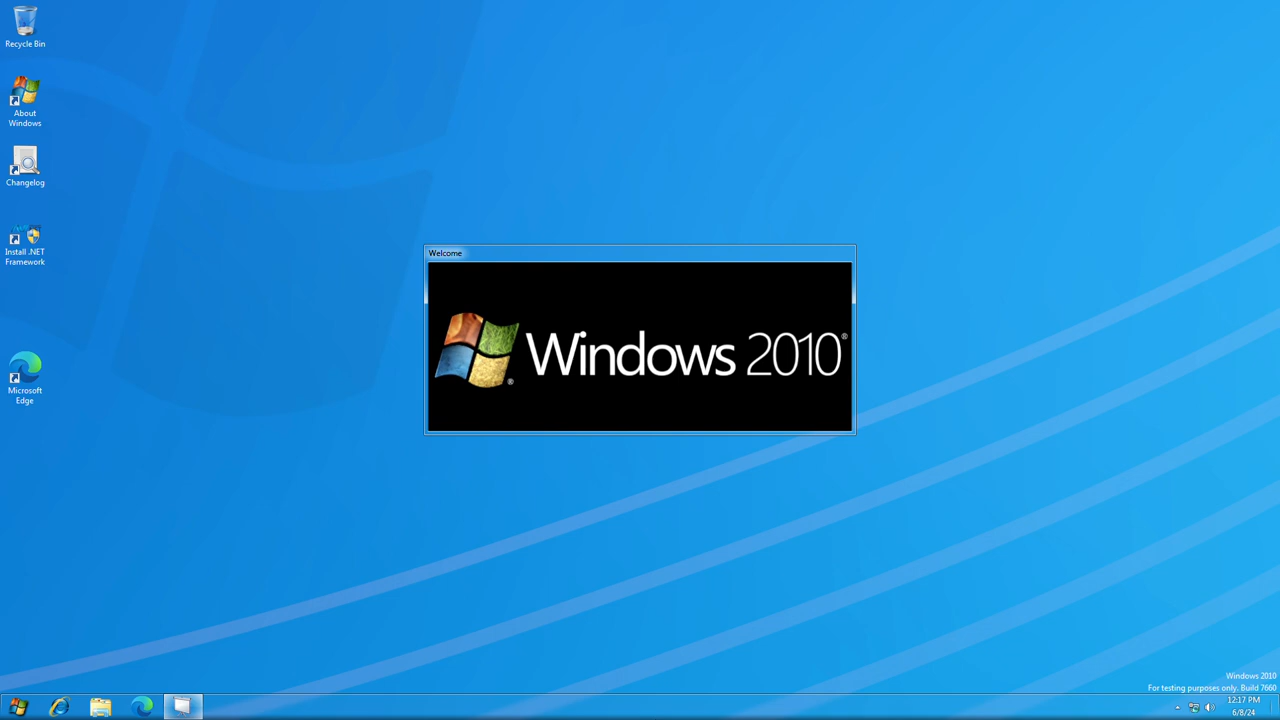 Recycle Bin
About
Windows
Changelog
Install .NET
Framework
Microsoft
Edge
Welcome
Windows 2010®
®
Windows 2010
For testing purposes only. Build 7660
12:17 PM
6/8/24